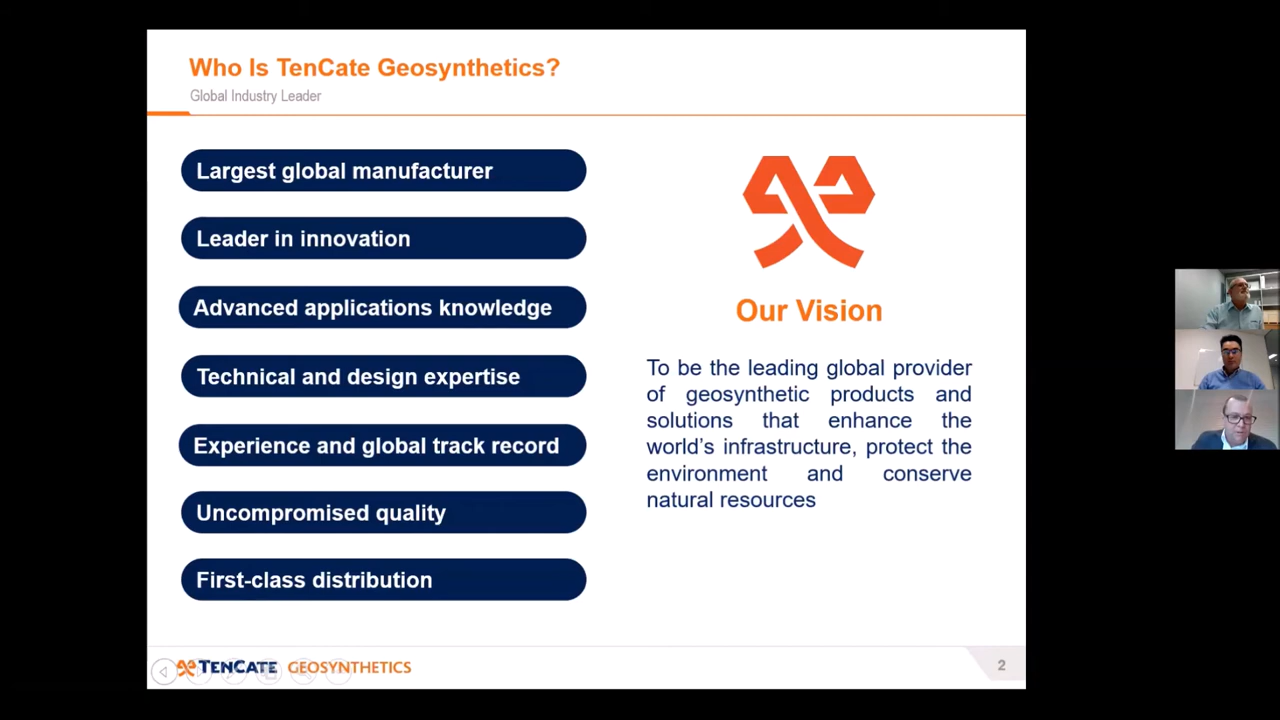 Who Is TenCate Geosynthetics?
Global Industry Leader
Largest global manufacturer
Leader in innovation
Advanced applications knowledge
Technical and design expertise
Experience and global track record
Uncompromised quality
First-class distribution
Our Vision
To be the leading global provider
of geosynthetic products and
solutions that enhance the
world's infrastructure, protect the
environment and conserve
natural resources
TENCATE GEOSYNTHETICS
2